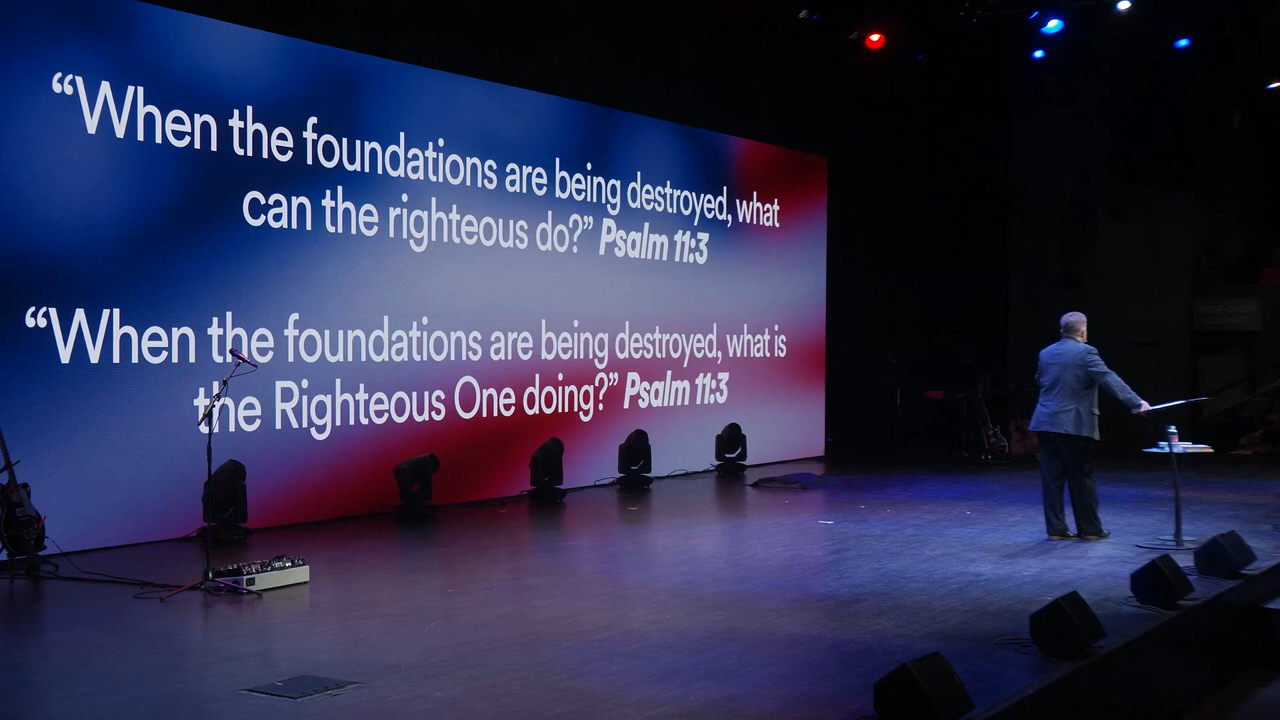 “When the foundations are being destroyed, what
can the righteous do?” Psalm 11:3
“When the foundations are being destroyed, what is
the Righteous One doing?” Psalm 11:3